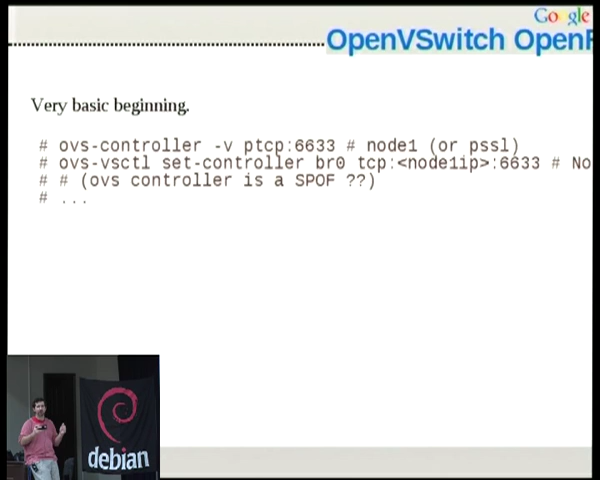 Google
OpenVSwitch OpenF
Very basic beginning.
# ovs-controller -v ptcp:6633 # node1 (or pssl)
# ovs-vsctl set-controller br0 tcp:<node1ip>:6633 # No
# # (ovs controller is a SPOF ??)
# ...
debian